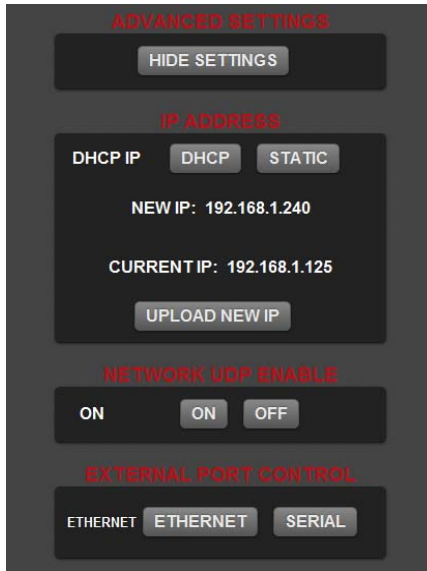 ADVANCED SETTINGS
HIDE SETTINGS
IP ADDRESS
DHCP IP DHCP STATIC
NEW IP: 192.168.1.240
CURRENT IP: 192.168.1.125
UPLOAD NEW IP
NETWORK UDP ENABLE
ON ON OFF
EXTERNAL PORT CONTROL
ETHERNET ETHERNET SERIAL